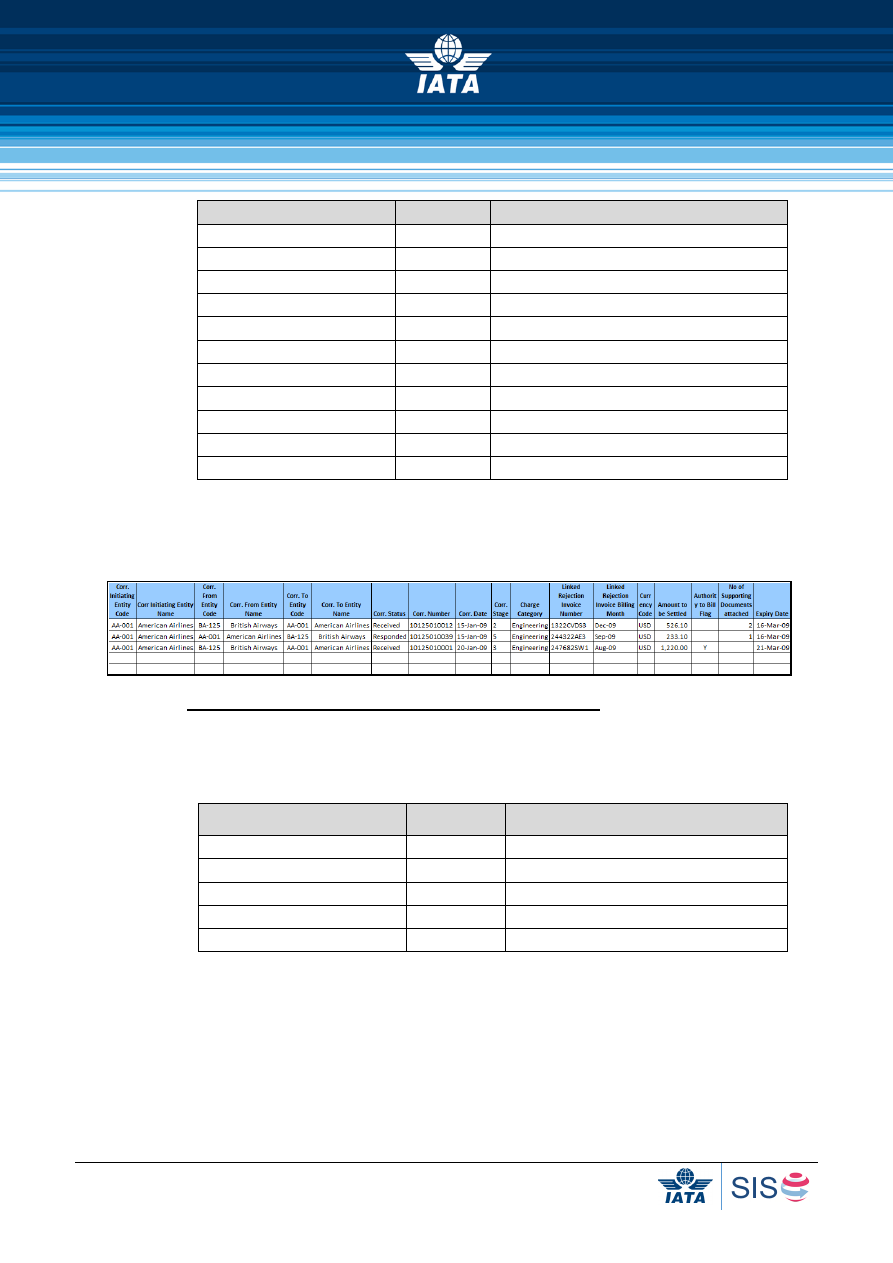 IATA
Corr. Initiating Entity Code | Corr Initiating Entity Name | Corr. From Entity Code | Corr. From Entity Name | Corr. To Entity Code | Corr. To Entity Name | Corr. Status | Corr. Number | Corr. Date | Corr. Stage | Charge Category | Linked Rejection Invoice Number | Linked Rejection Invoice Billing Month | Corr ency Code | Amount to be Settled | Authorit y to Bill Flag | No of Supporting Documents attached | Expiry Date
AA-001 | American Airlines | BA-125 | British Airways | AA-001 | American Airlines | Received | 10125010012 | 15-Jan-09 | 2 | Engineering | 1322CVDS3 | Dec-09 | USD | 526.10 | | 2 | 16-Mar-09
AA-001 | American Airlines | AA-001 | American Airlines | BA-125 | British Airways | Responded | 10125010039 | 15-Jan-09 | 5 | Engineering | 244322AE3 | Sep-09 | USD | 233.10 | | 1 | 16-Mar-09
AA-001 | American Airlines | BA-125 | British Airways | AA-001 | American Airlines | Received | 10125010001 | 20-Jan-09 | 3 | Engineering | 247682SW1 | Aug-09 | USD | 1,220.00 | Y | | 21-Mar-09
IATA
SIS